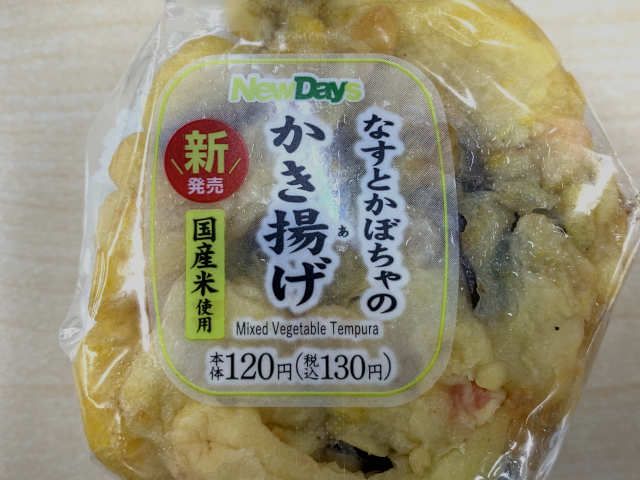 NewDays
新発売
なすとかぼちゃの
かき揚げ
あ
国産米使用
Mixed Vegetable Tempura
本体120円(税込130円)